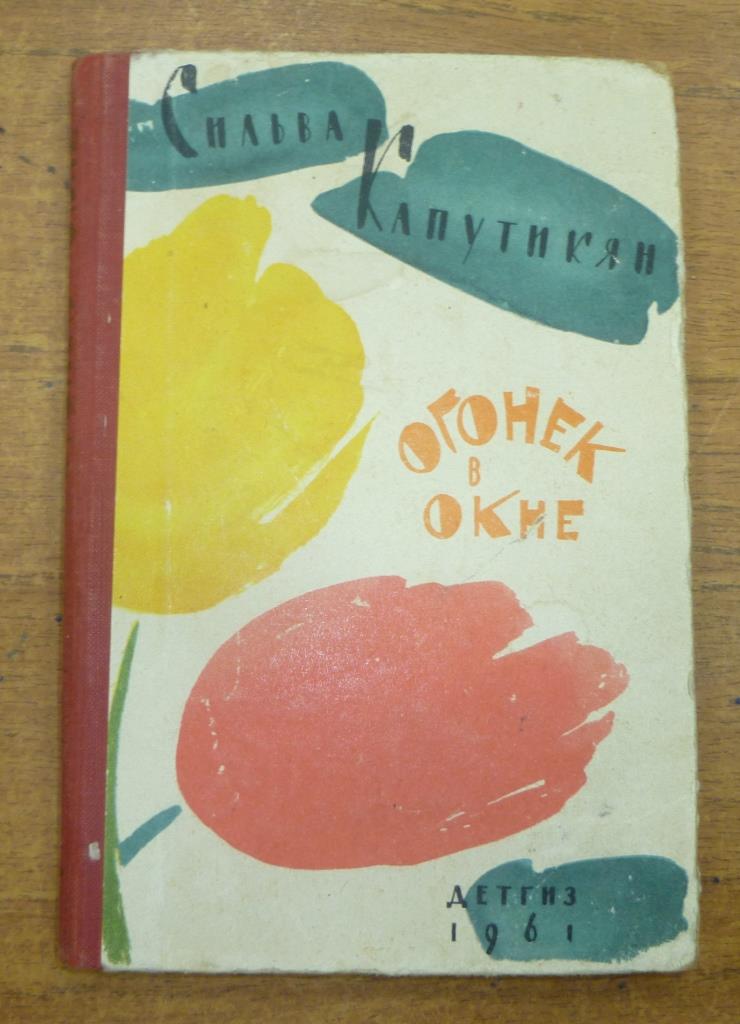 Сильва
Капутикян
ОГОНЕК
В
ОКНЕ
ДЕТГИЗ
1961